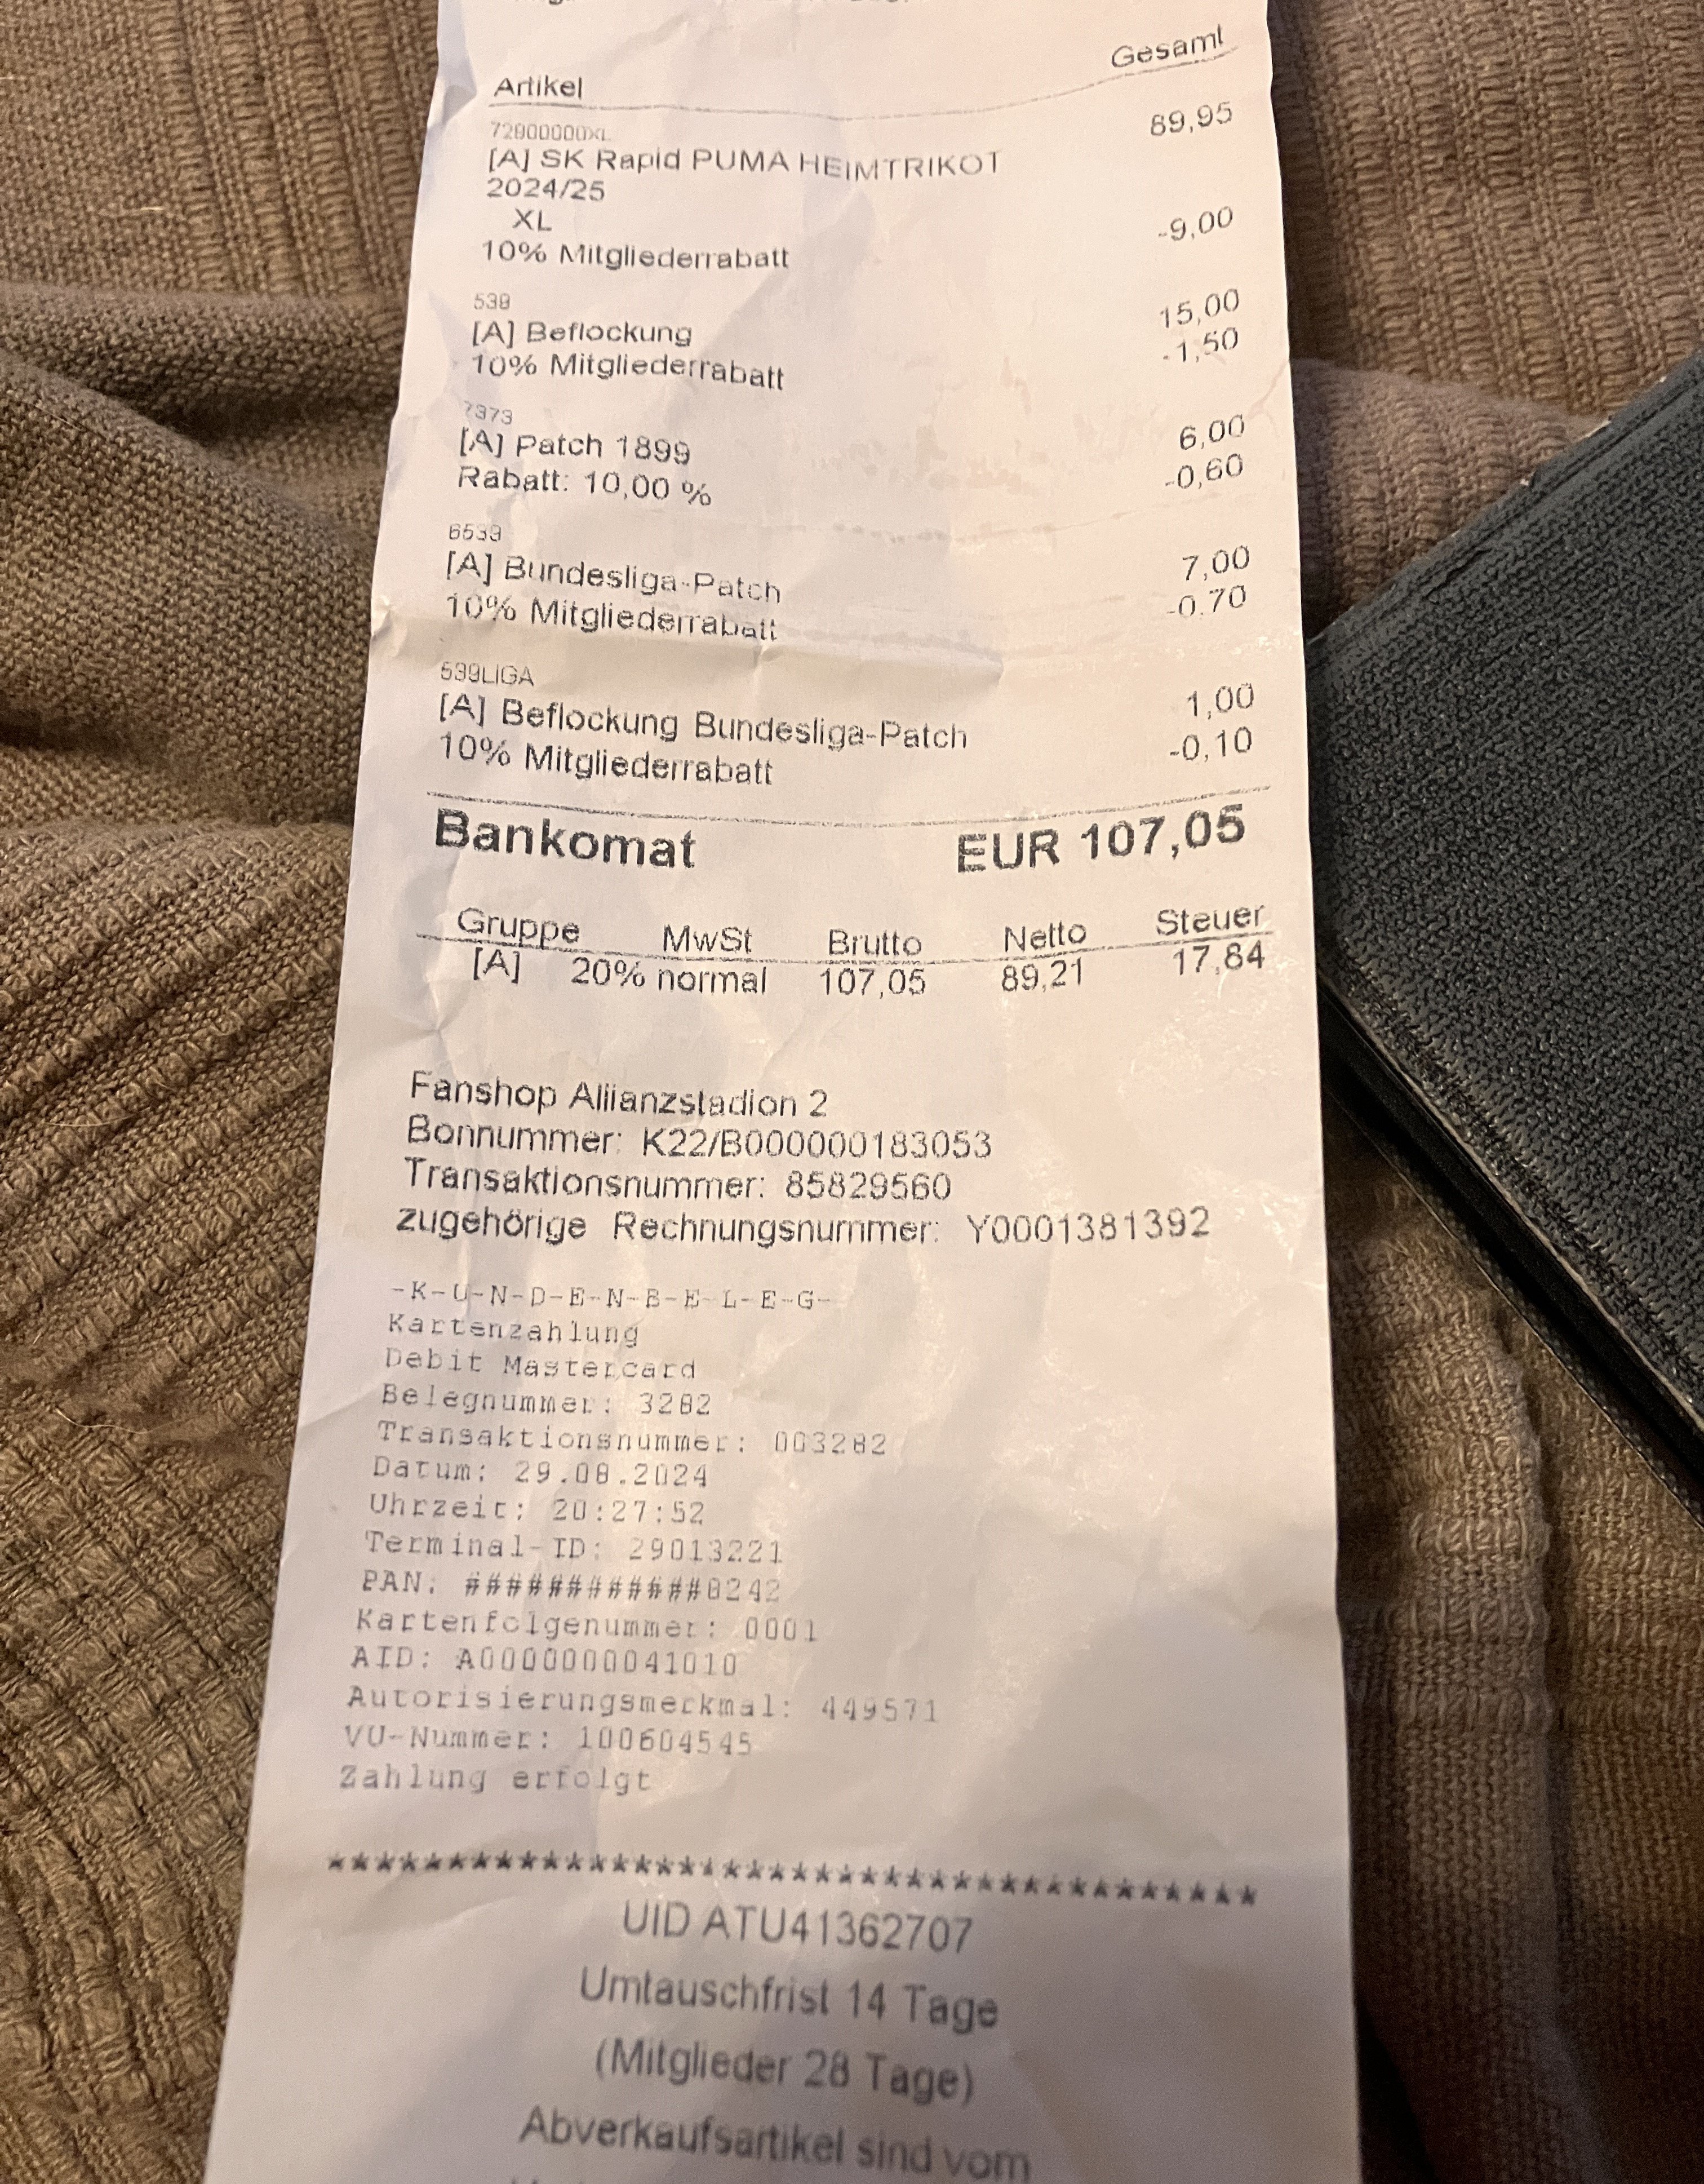 Gesamt
Artikel
72800000XL 89,95
[A] SK Rapid PUMA HEIMTRIKOT
2024/25
XL
10% Mitgliederrabatt -9,00
539
[A] Beflockung 15,00
10% Mitgliederrabatt -1,50
7373
[A] Patch 1899 6,00
Rabatt: 10,00 % -0,60
6539
[A] Bundesliga-Patch 7,00
10% Mitgliederrabatt -0,70
539LIGA
[A] Beflockung Bundesliga-Patch 1,00
10% Mitgliederrabatt -0,10
Bankomat EUR 107,05
Gruppe MwSt Brutto Netto Steuer
[A] 20% normal 107,05 89,21 17,84
Fanshop Allianzstadion 2
Bonnummer: K22/B000000183053
Transaktionsnummer: 85829560
zugehörige Rechnungsnummer: Y0001381392
-K-U-N-D-E-N-B-E-L-E-G-
Kartenzahlung
Debit Mastercard
Belegnummer: 3282
Transaktionsnummer: 003282
Datum: 29.08.2024
Uhrzeit: 20:27:52
Terminal-ID: 29013221
PAN: ############0242
Kartenfolgenummer: 0001
AID: A0000000041010
Autorisierungsmerkmal: 449571
VU-Nummer: 100604545
Zahlung erfolgt
****************************************
UID ATU41362707
Umtauschfrist 14 Tage
(Mitglieder 28 Tage)
Abverkaufsartikel sind vom